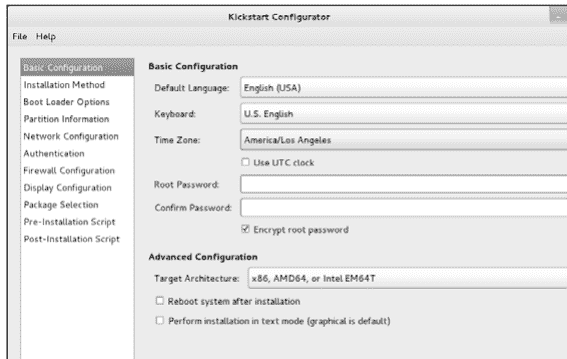 Kickstart Configurator
File Help
Basic Configuration
Installation Method
Boot Loader Options
Partition Information
Network Configuration
Authentication
Firewall Configuration
Display Configuration
Package Selection
Pre-Installation Script
Post-Installation Script
Basic Configuration
Default Language: English (USA)
Keyboard: U.S. English
Time Zone: America/Los Angeles
Use UTC clock
Root Password:
Confirm Password:
Encrypt root password
Advanced Configuration
Target Architecture: x86, AMD64, or Intel EM64T
Reboot system after installation
Perform installation in text mode (graphical is default)